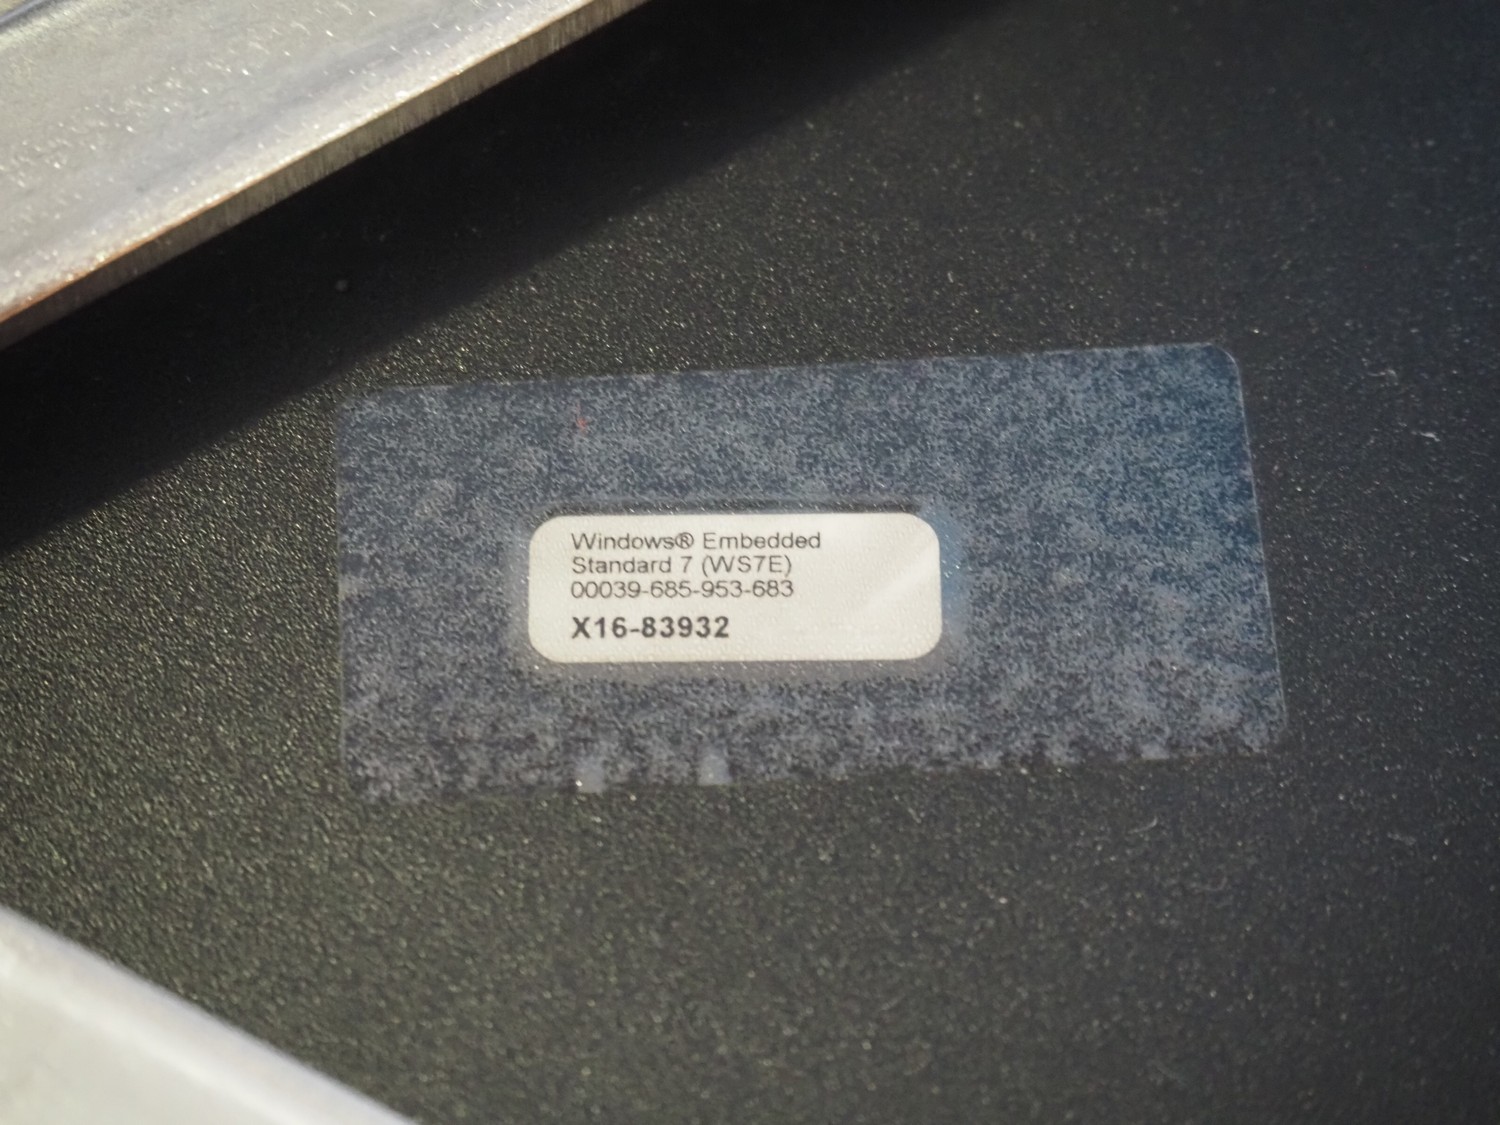 Windows® Embedded
Standard 7 (WS7E)
00039-685-953-683
X16-83932